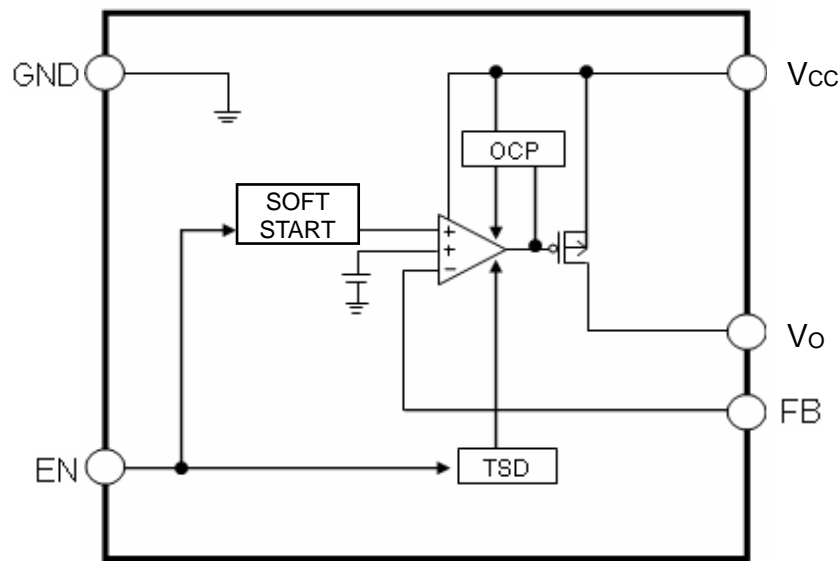 GND
VCC
OCP
SOFT
START
+
+
−
VO
FB
EN
TSD